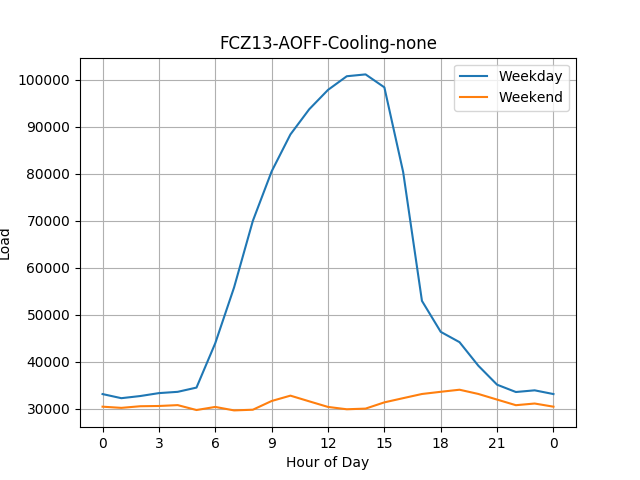 FCZ13-AOFF-Cooling-none
Weekday
Weekend
Load
100000
90000
80000
70000
60000
50000
40000
30000
0 3 6 9 12 15 18 21 0
Hour of Day